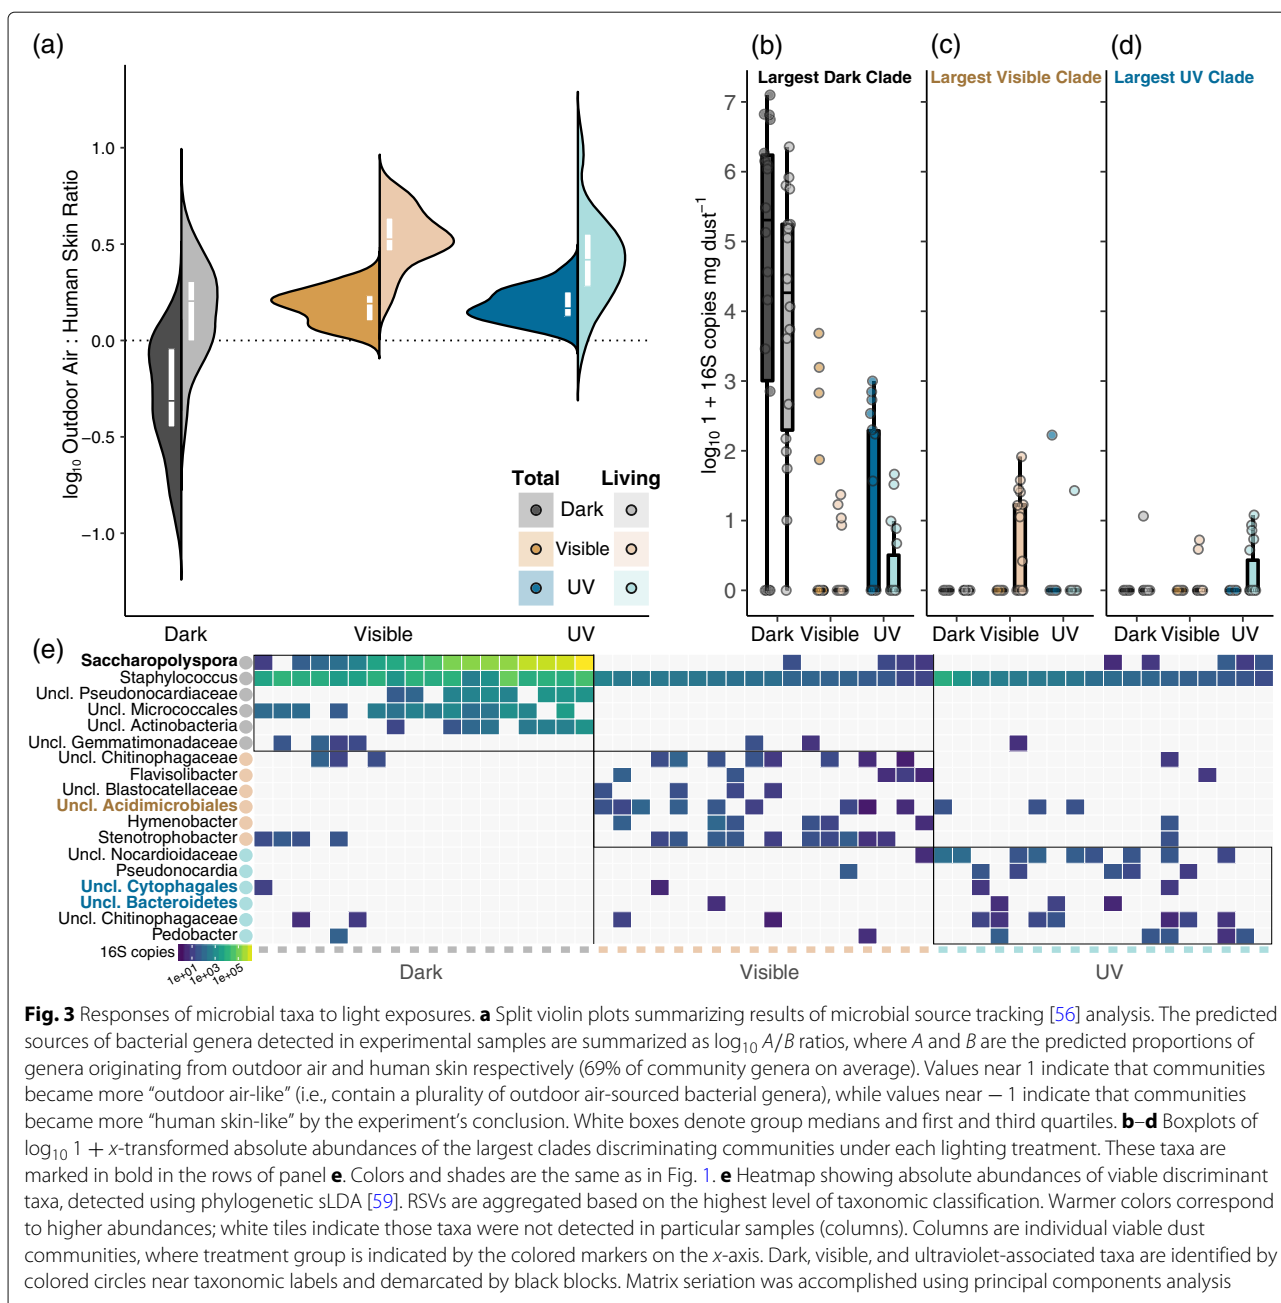 (a)
(b)
(c)
(d)
Largest Dark Clade
Largest Visible Clade
Largest UV Clade
log10 Outdoor Air : Human Skin Ratio
1.0
0.5
0.0
−0.5
−1.0
Total
Living
Dark
Visible
UV
Dark
Visible
UV
log10 1 + 16S copies mg dust−1
7
6
5
4
3
2
1
0
Dark Visible UV
Dark Visible UV
Dark Visible UV
(e)
Saccharopolyspora
Staphylococcus
Uncl. Pseudonocardiaceae
Uncl. Micrococcales
Uncl. Actinobacteria
Uncl. Gemmatimonadaceae
Uncl. Chitinophagaceae
Flavisolibacter
Uncl. Blastocatellaceae
Uncl. Acidimicrobiales
Hymenobacter
Stenotrophobacter
Uncl. Nocardioidaceae
Pseudonocardia
Uncl. Cytophagales
Uncl. Bacteroidetes
Uncl. Chitinophagaceae
Pedobacter
16S copies
1e+01
1e+03
1e+05
Dark
Visible
UV
Fig. 3 Responses of microbial taxa to light exposures. a Split violin plots summarizing results of microbial source tracking [56] analysis. The predicted
sources of bacterial genera detected in experimental samples are summarized as log10 A/B ratios, where A and B are the predicted proportions of
genera originating from outdoor air and human skin respectively (69% of community genera on average). Values near 1 indicate that communities
became more “outdoor air-like” (i.e., contain a plurality of outdoor air-sourced bacterial genera), while values near − 1 indicate that communities
became more “human skin-like” by the experiment’s conclusion. White boxes denote group medians and first and third quartiles. b–d Boxplots of
log10 1 + x-transformed absolute abundances of the largest clades discriminating communities under each lighting treatment. These taxa are
marked in bold in the rows of panel e. Colors and shades are the same as in Fig. 1. e Heatmap showing absolute abundances of viable discriminant
taxa, detected using phylogenetic sLDA [59]. RSVs are aggregated based on the highest level of taxonomic classification. Warmer colors correspond
to higher abundances; white tiles indicate those taxa were not detected in particular samples (columns). Columns are individual viable dust
communities, where treatment group is indicated by the colored markers on the x-axis. Dark, visible, and ultraviolet-associated taxa are identified by
colored circles near taxonomic labels and demarcated by black blocks. Matrix seriation was accomplished using principal components analysis